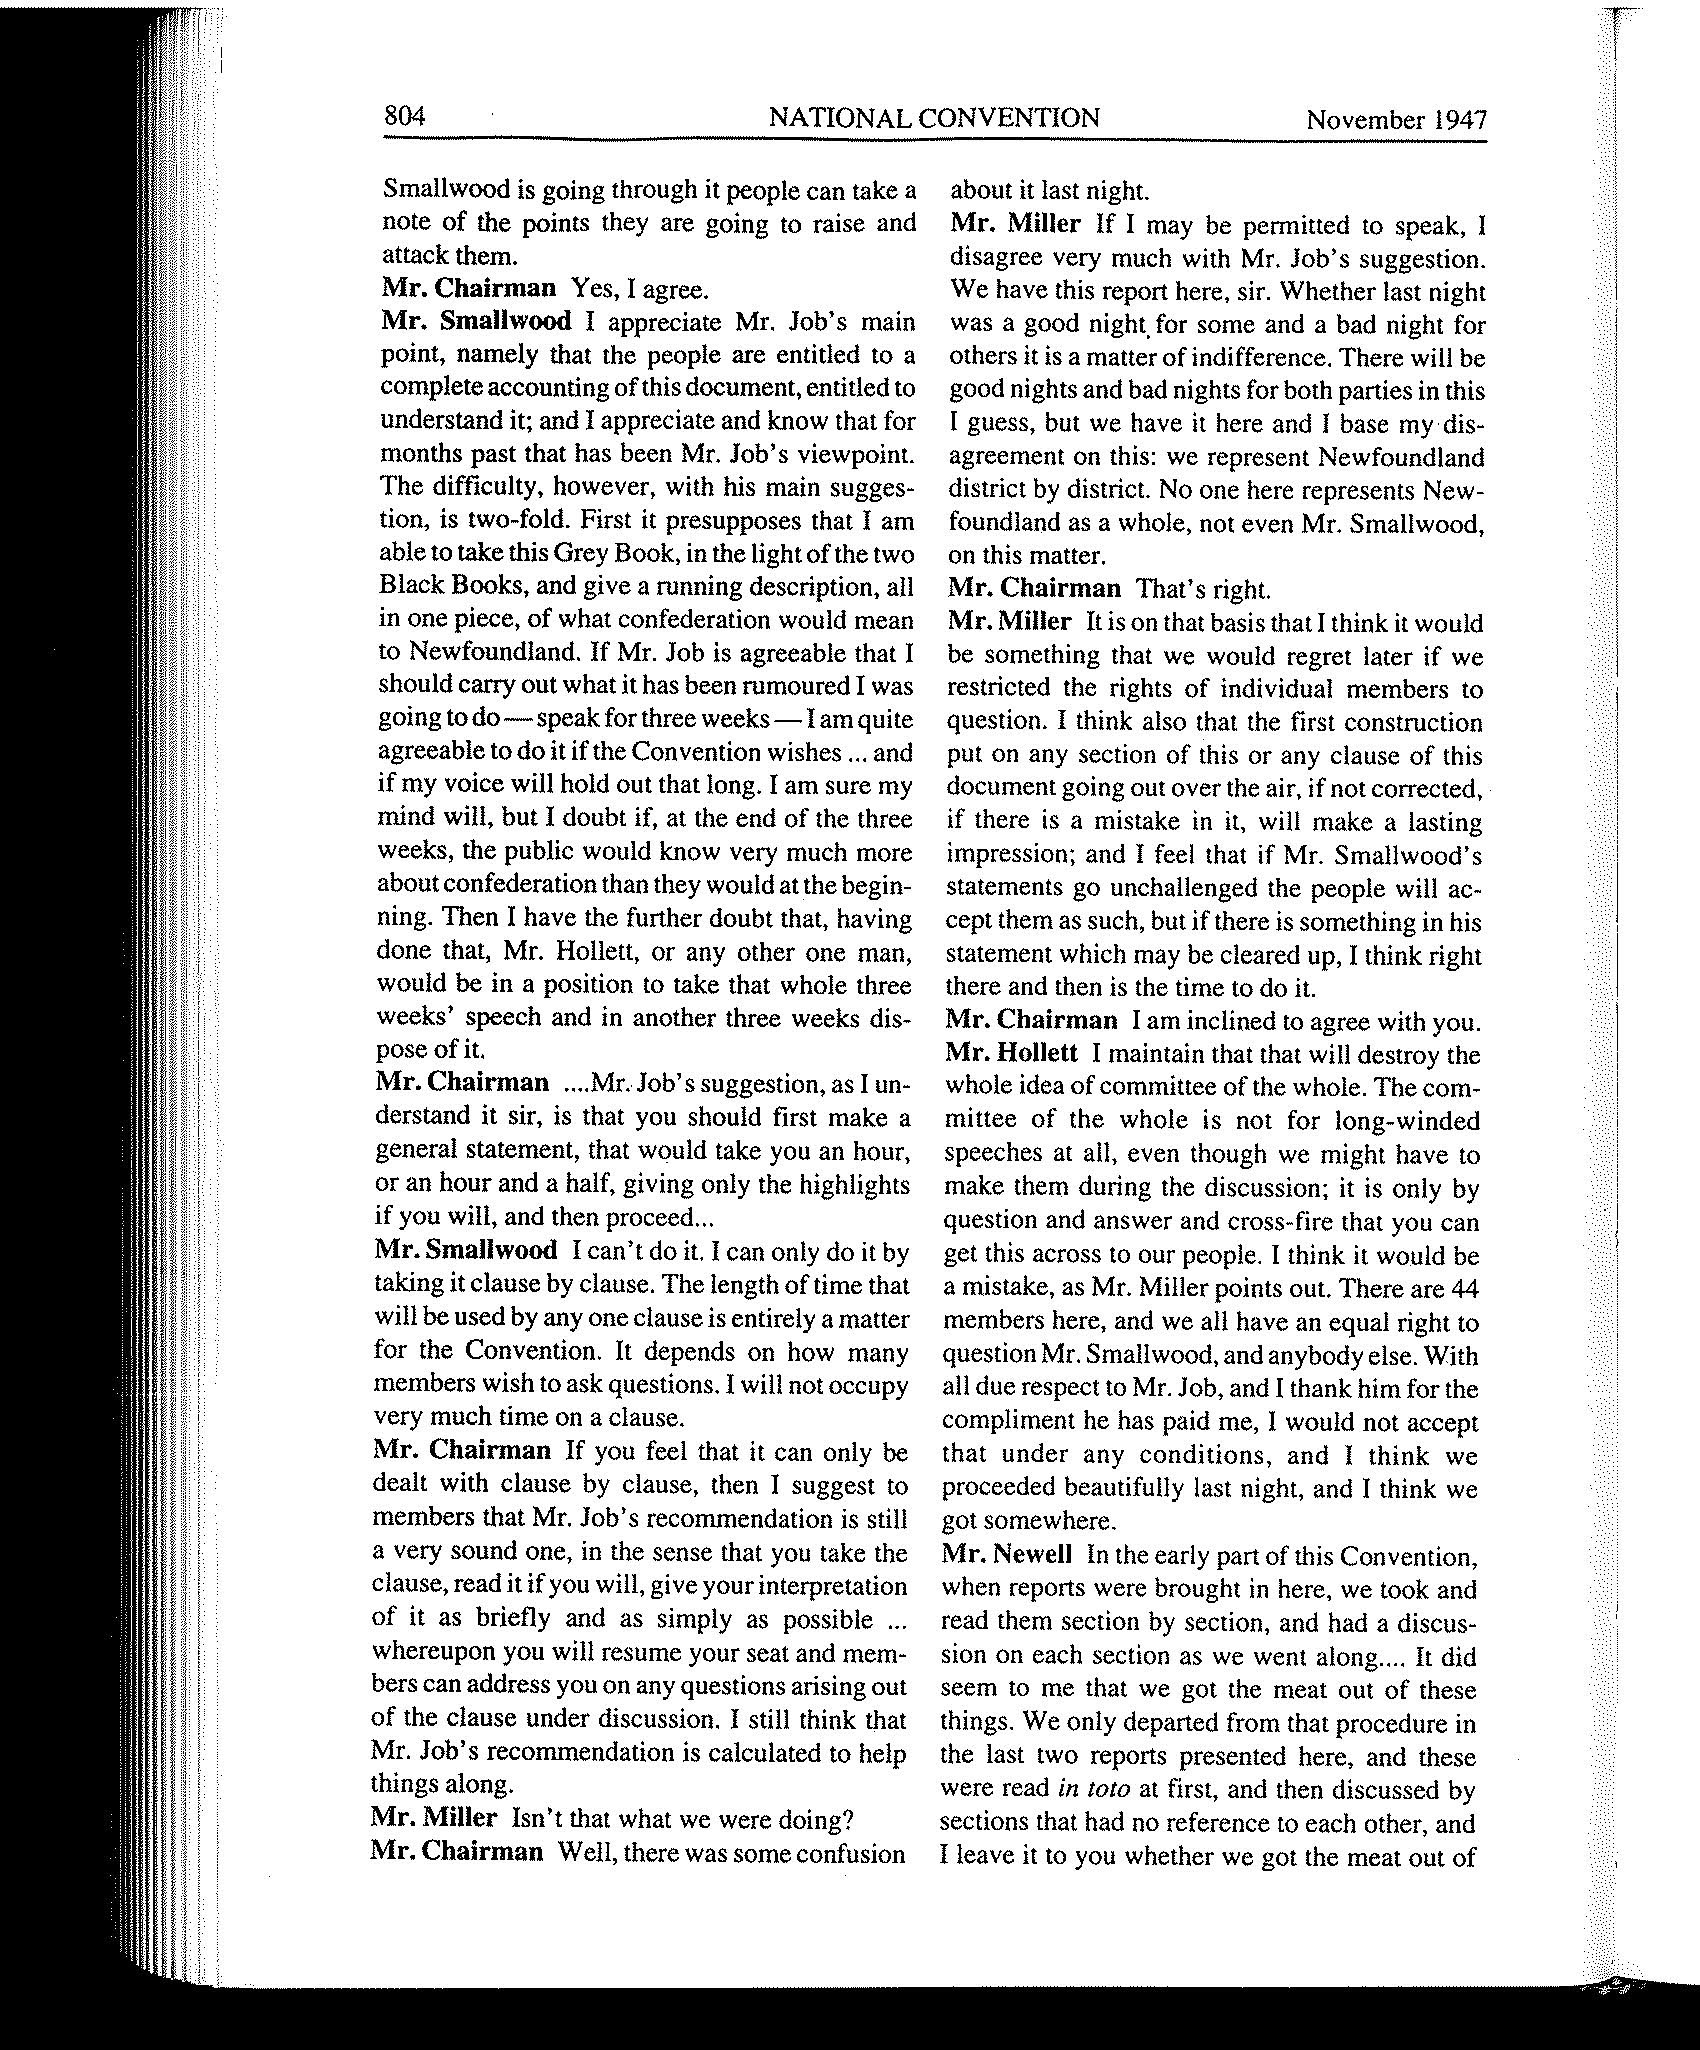 804 NATIONAL CONVENTION November 1947
Smallwood is going through it people can take a
note of the points they are going to raise and
attack them.
Mr. Chairman Yes, I agree.
Mr. Smallwood I appreciate Mr. Job's main
point, namely that the people are entitled to a
complete accounting of this document, entitled to
understand it; and I appreciate and know that for
months past that has been Mr. Job's viewpoint.
The difficulty, however, with his main sugges-
tion, is two-fold. First it presupposes that I am
able to take this Grey Book, in the light of the two
Black Books, and give a running description, all
in one piece, of what confederation would mean
to Newfoundland. If Mr. Job is agreeable that I
should carry out what it has been rumoured I was
going to do — speak for three weeks — I am quite
agreeable to do it if the Convention wishes ... and
if my voice will hold out that long. I am sure my
mind will, but I doubt if, at the end of the three
weeks, the public would know very much more
about confederation than they would at the begin-
ning. Then I have the further doubt that, having
done that, Mr. Hollett, or any other one man,
would be in a position to take that whole three
weeks' speech and in another three weeks dis-
pose of it.
Mr. Chairman ....Mr. Job's suggestion, as I un-
derstand it sir, is that you should first make a
general statement, that would take you an hour,
or an hour and a half, giving only the highlights
if you will, and then proceed...
Mr. Smallwood I can't do it. I can only do it by
taking it clause by clause. The length of time that
will be used by any one clause is entirely a matter
for the Convention. It depends on how many
members wish to ask questions. I will not occupy
very much time on a clause.
Mr. Chairman If you feel that it can only be
dealt with clause by clause, then I suggest to
members that Mr. Job's recommendation is still
a very sound one, in the sense that you take the
clause, read it if you will, give your interpretation
of it as briefly and as simply as possible ...
whereupon you will resume your seat and mem-
bers can address you on any questions arising out
of the clause under discussion. I still think that
Mr. Job's recommendation is calculated to help
things along.
Mr. Miller Isn't that what we were doing?
Mr. Chairman Well, there was some confusion
about it last night.
Mr. Miller If I may be permitted to speak, I
disagree very much with Mr. Job's suggestion.
We have this report here, sir. Whether last night
was a good night for some and a bad night for
others it is a matter of indifference. There will be
good nights and bad nights for both parties in this
I guess, but we have it here and I base my dis-
agreement on this: we represent Newfoundland
district by district. No one here represents New-
foundland as a whole, not even Mr. Smallwood,
on this matter.
Mr. Chairman That's right.
Mr. Miller It is on that basis that I think it would
be something that we would regret later if we
restricted the rights of individual members to
question. I think also that the first construction
put on any section of this or any clause of this
document going out over the air, if not corrected,
if there is a mistake in it, will make a lasting
impression; and I feel that if Mr. Smallwood's
statements go unchallenged the people will ac-
cept them as such, but if there is something in his
statement which may be cleared up, I think right
there and then is the time to do it.
Mr. Chairman I am inclined to agree with you.
Mr. Hollett I maintain that that will destroy the
whole idea of committee of the whole. The com-
mittee of the whole is not for long-winded
speeches at all, even though we might have to
make them during the discussion; it is only by
question and answer and cross-fire that you can
get this across to our people. I think it would be
a mistake, as Mr. Miller points out. There are 44
members here, and we all have an equal right to
question Mr. Smallwood, and anybody else. With
all due respect to Mr. Job, and I thank him for the
compliment he has paid me, I would not accept
that under any conditions, and I think we
proceeded beautifully last night, and I think we
got somewhere.
Mr. Newell In the early part of this Convention,
when reports were brought in here, we took and
read them section by section, and had a discus-
sion on each section as we went along.... It did
seem to me that we got the meat out of these
things. We only departed from that procedure in
the last two reports presented here, and these
were read in toto at first, and then discussed by
sections that had no reference to each other, and
I leave it to you whether we got the meat out of